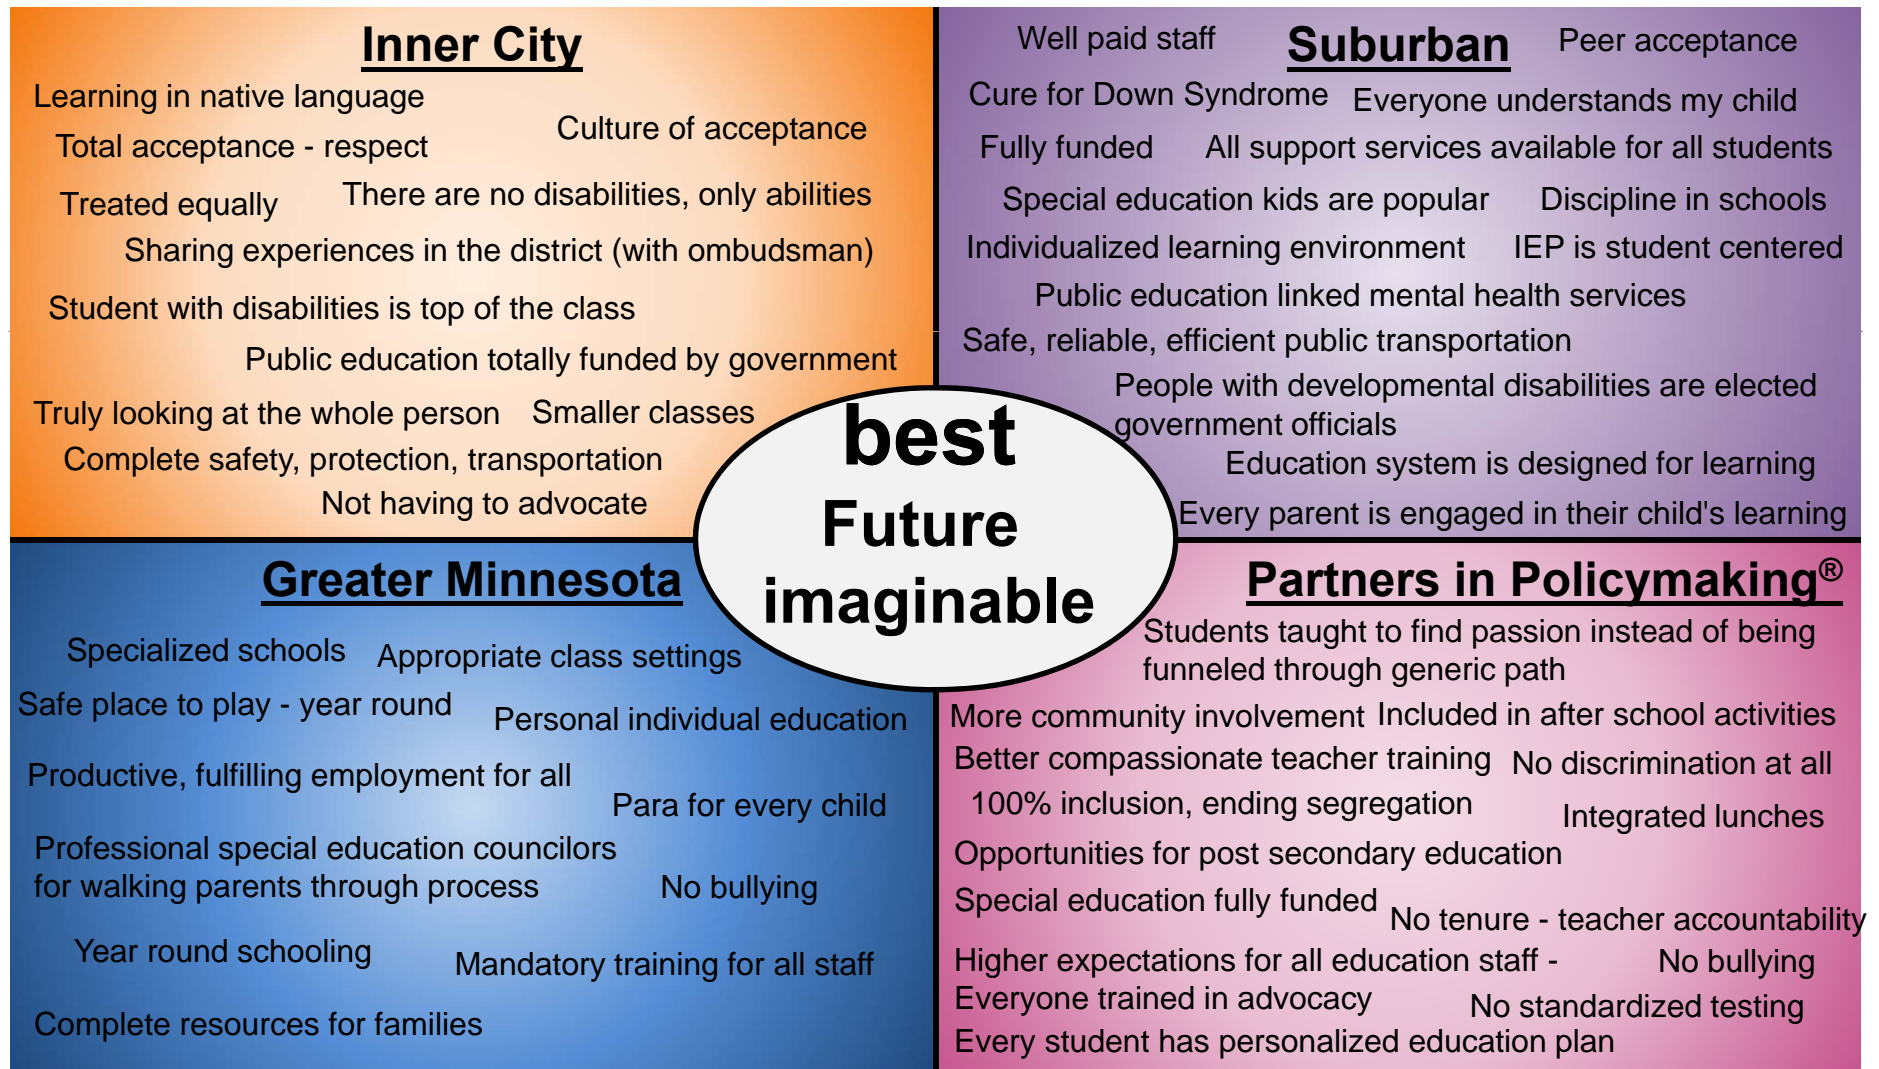 Inner City
Learning in native language
Culture of acceptance
Total acceptance - respect
There are no disabilities, only abilities
Treated equally
Sharing experiences in the district (with ombudsman)
Student with disabilities is top of the class
Public education totally funded by government
Truly looking at the whole person
Smaller classes
Complete safety, protection, transportation
Not having to advocate
Well paid staff
Suburban
Peer acceptance
Cure for Down Syndrome
Everyone understands my child
Fully funded
All support services available for all students
Special education kids are popular
Discipline in schools
Individualized learning environment
IEP is student centered
Public education linked mental health services
Safe, reliable, efficient public transportation
People with developmental disabilities are elected
government officials
Education system is designed for learning
Every parent is engaged in their child's learning
best
Future
imaginable
Greater Minnesota
Specialized schools
Appropriate class settings
Safe place to play - year round
Personal individual education
Productive, fulfilling employment for all
Para for every child
Professional special education councilors
for walking parents through process
No bullying
Year round schooling
Mandatory training for all staff
Complete resources for families
Partners in Policymaking®
Students taught to find passion instead of being
funneled through generic path
More community involvement
Included in after school activities
Better compassionate teacher training
No discrimination at all
100% inclusion, ending segregation
Integrated lunches
Opportunities for post secondary education
Special education fully funded
No tenure - teacher accountability
Higher expectations for all education staff -
No bullying
Everyone trained in advocacy
No standardized testing
Every student has personalized education plan